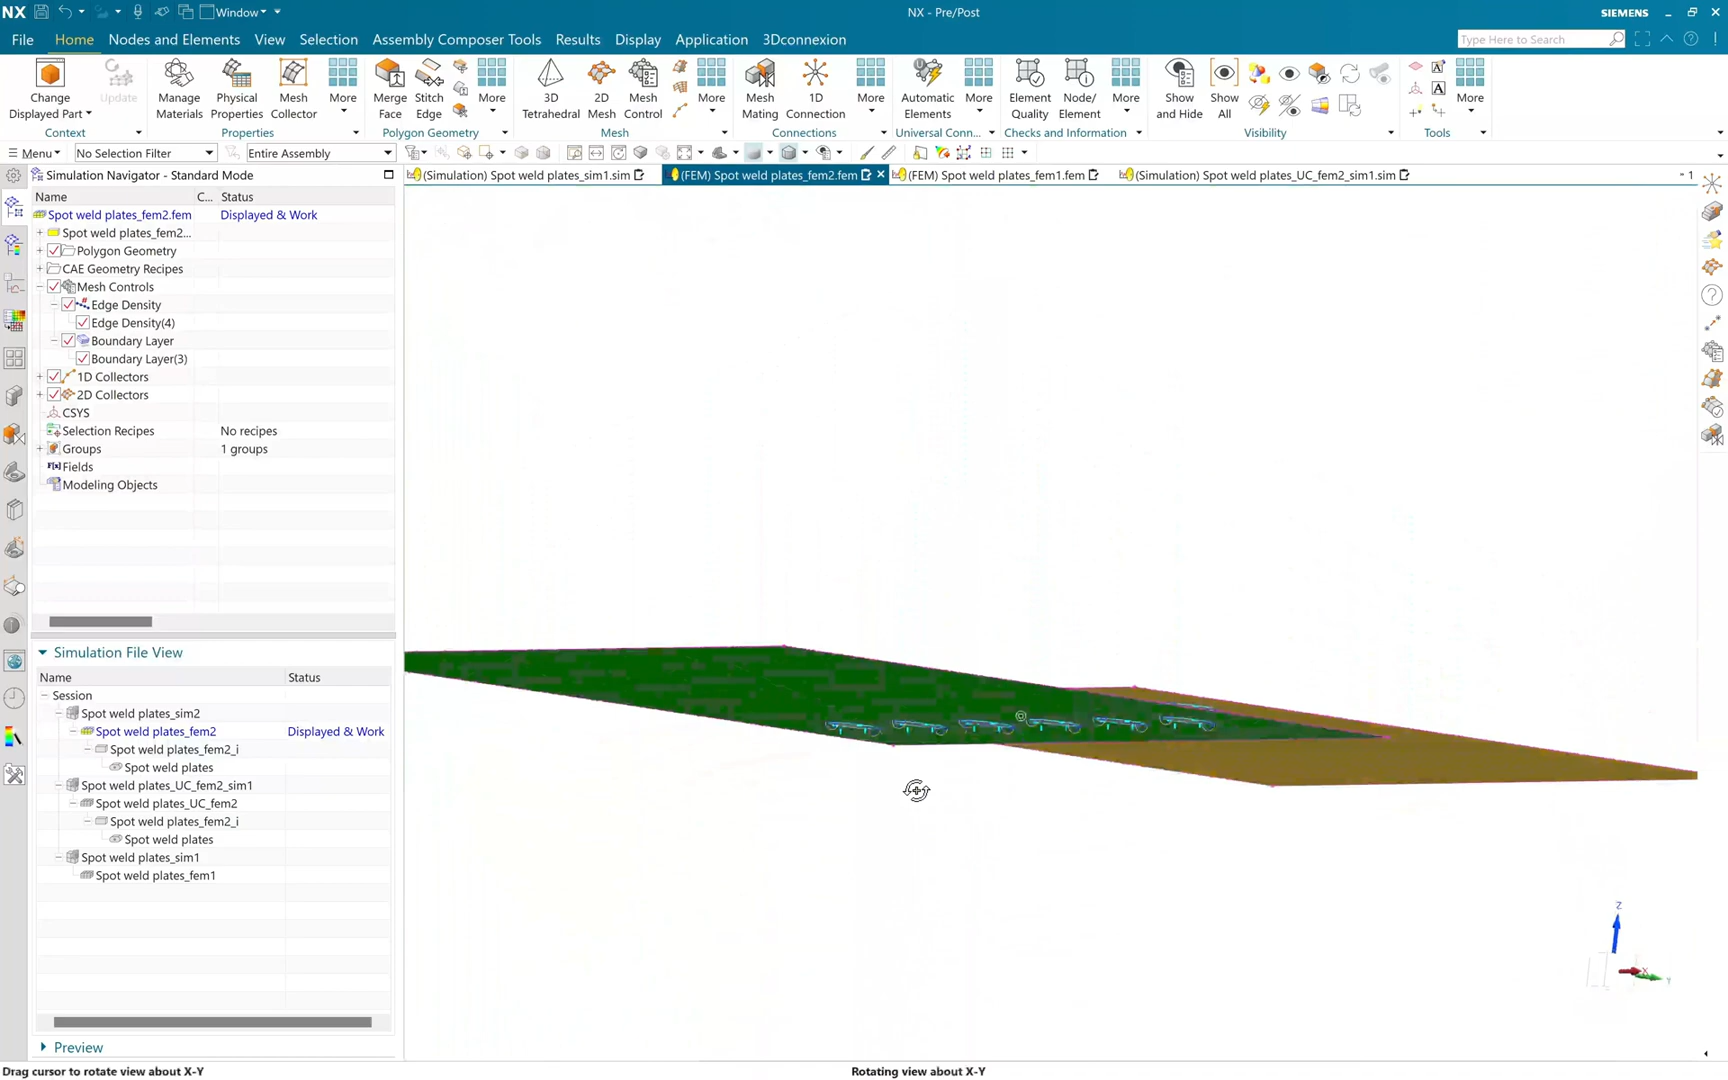 NX
Window
NX - Pre/Post
SIEMENS
File
Home
Nodes and Elements
View
Selection
Assembly Composer Tools
Results
Display
Application
3Dconnexion
Type Here to Search
Change
Displayed Part
Update
Manage
Materials
Physical
Properties
Mesh
Collector
More
Merge
Face
Stitch
Edge
More
3D
Tetrahedral
2D
Mesh
Mesh
Control
More
Mesh
Mating
1D
Connection
More
Automatic
Elements
More
Element
Quality
Node/
Element
More
Show
and Hide
Show
All
More
Context
Properties
Polygon Geometry
Mesh
Connections
Universal Conn...
Checks and Information
Visibility
Tools
Menu
No Selection Filter
Entire Assembly
Simulation Navigator - Standard Mode
(Simulation) Spot weld plates_sim1.sim
(FEM) Spot weld plates_fem2.fem
(FEM) Spot weld plates_fem1.fem
(Simulation) Spot weld plates_UC_fem2_sim1.sim
1
Name C... Status
Spot weld plates_fem2.fem Displayed & Work
Spot weld plates_fem2...
Polygon Geometry
CAE Geometry Recipes
Mesh Controls
Edge Density
Edge Density(4)
Boundary Layer
Boundary Layer(3)
1D Collectors
2D Collectors
CSYS
Selection Recipes No recipes
Groups 1 groups
Fields
Modeling Objects
Simulation File View
Name Status
Session
Spot weld plates_sim2
Spot weld plates_fem2 Displayed & Work
Spot weld plates_fem2_i
Spot weld plates
Spot weld plates_UC_fem2_sim1
Spot weld plates_UC_fem2
Spot weld plates_fem2_i
Spot weld plates
Spot weld plates_sim1
Spot weld plates_fem1
Preview
Z
X
Y
Drag cursor to rotate view about X-Y
Rotating view about X-Y